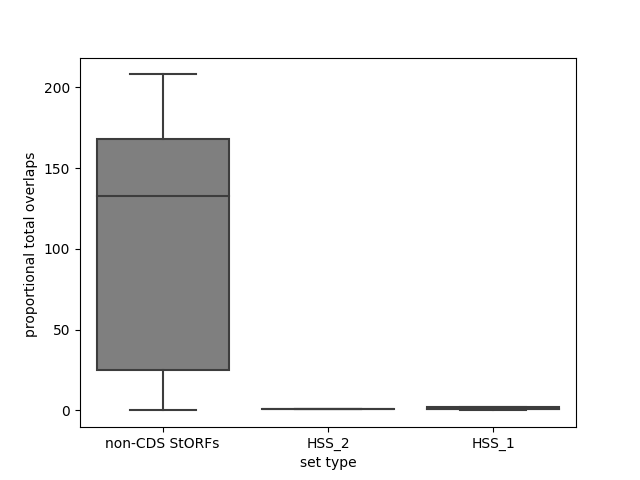 proportional total overlaps
200
150
100
50
0
non-CDS StORFs HSS_2 HSS_1
set type